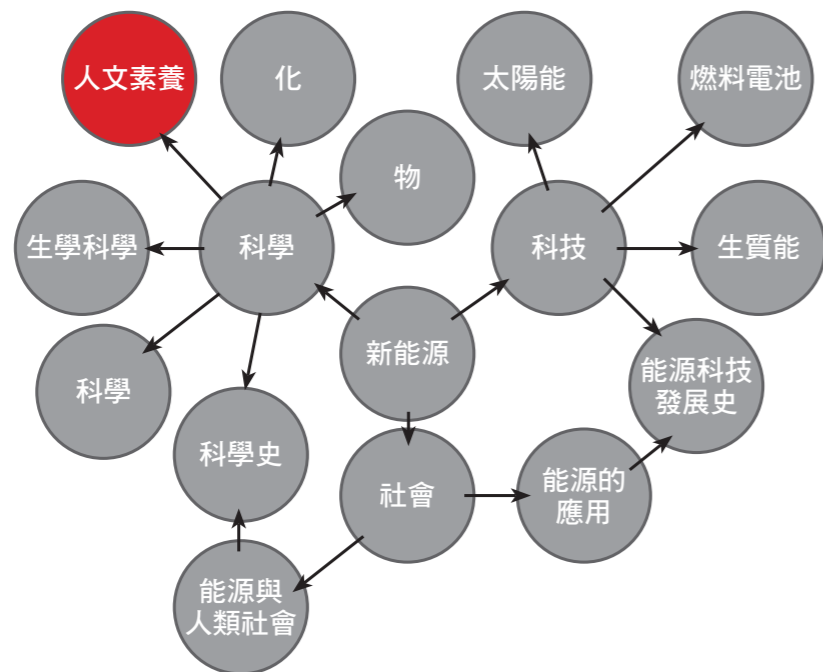 人文素養
化
太陽能
燃料電池
物
生學科學
科學
科技
生質能
新能源
科學
能源科技
發展史
科學史
社會
能源的
應用
能源與
人類社會